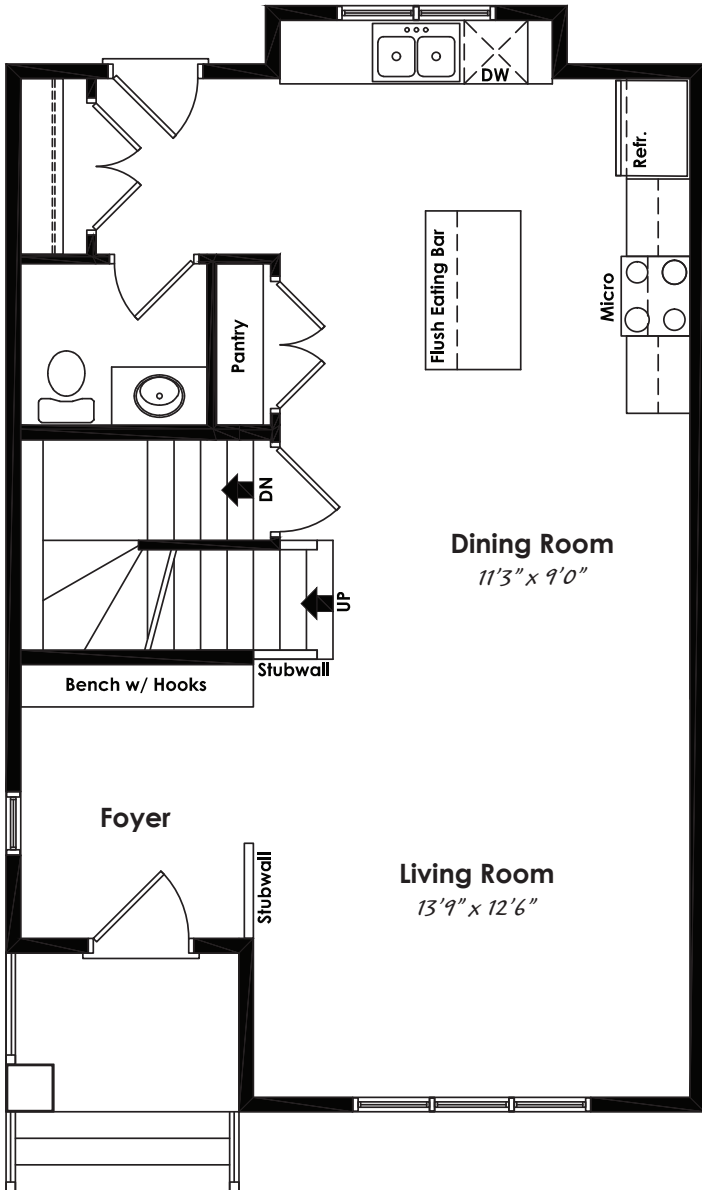 DW
Refr.
Micro
Flush Eating Bar
Pantry
DN
Dining Room
11'3" x 9'0"
UP
Stubwall
Bench w/ Hooks
Foyer
Living Room
13'9" x 12'6"
Stubwall